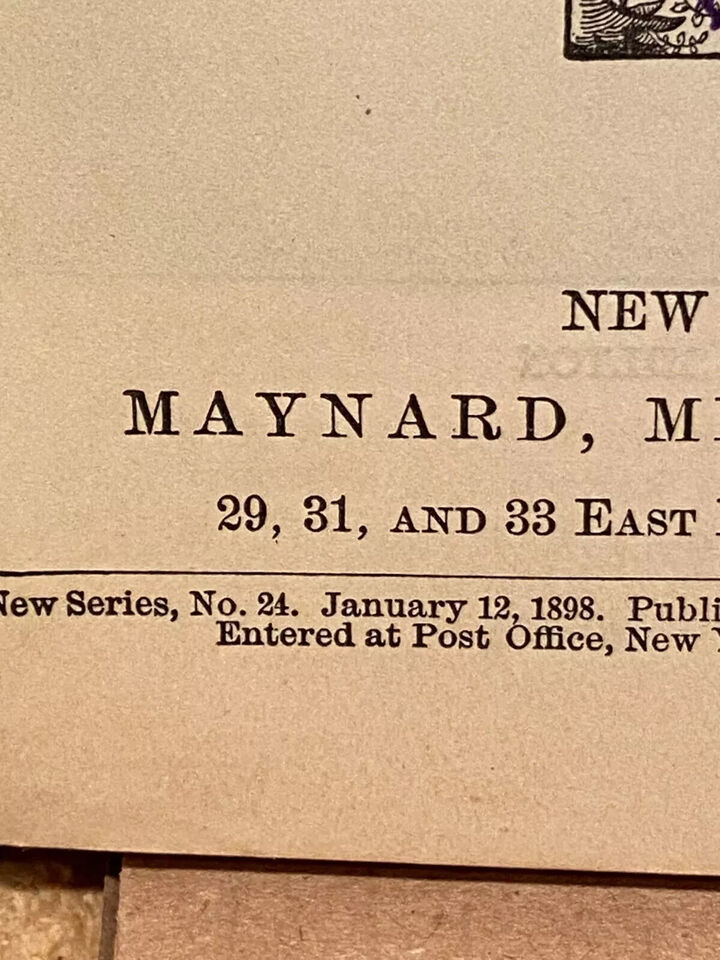 NEW
MAYNARD, M
29, 31, AND 33 EAST
New Series, No. 24. January 12, 1898. Publi
Entered at Post Office, New